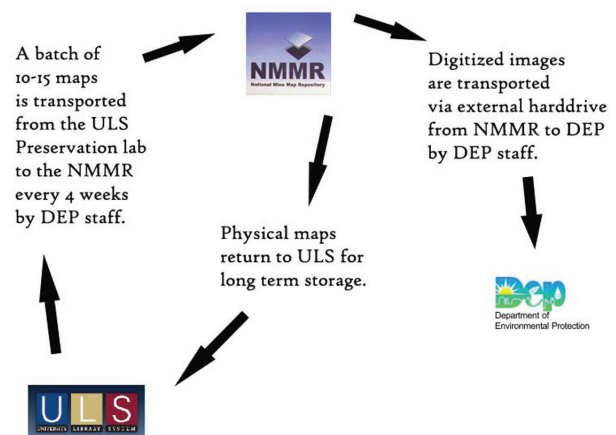 A batch of
10-15 maps
is transported
from the ULS
Preservation lab
to the NMMR
every 4 weeks
by DEP staff.
NMMR
National Mine Map Repository
Digitized images
are transported
via external harddrive
from NMMR to DEP
by DEP staff.
Physical maps
return to ULS for
long term storage.
Dep
Department of
Environmental Protection
ULS
UNIVERSITY LIBRARY SYSTEM